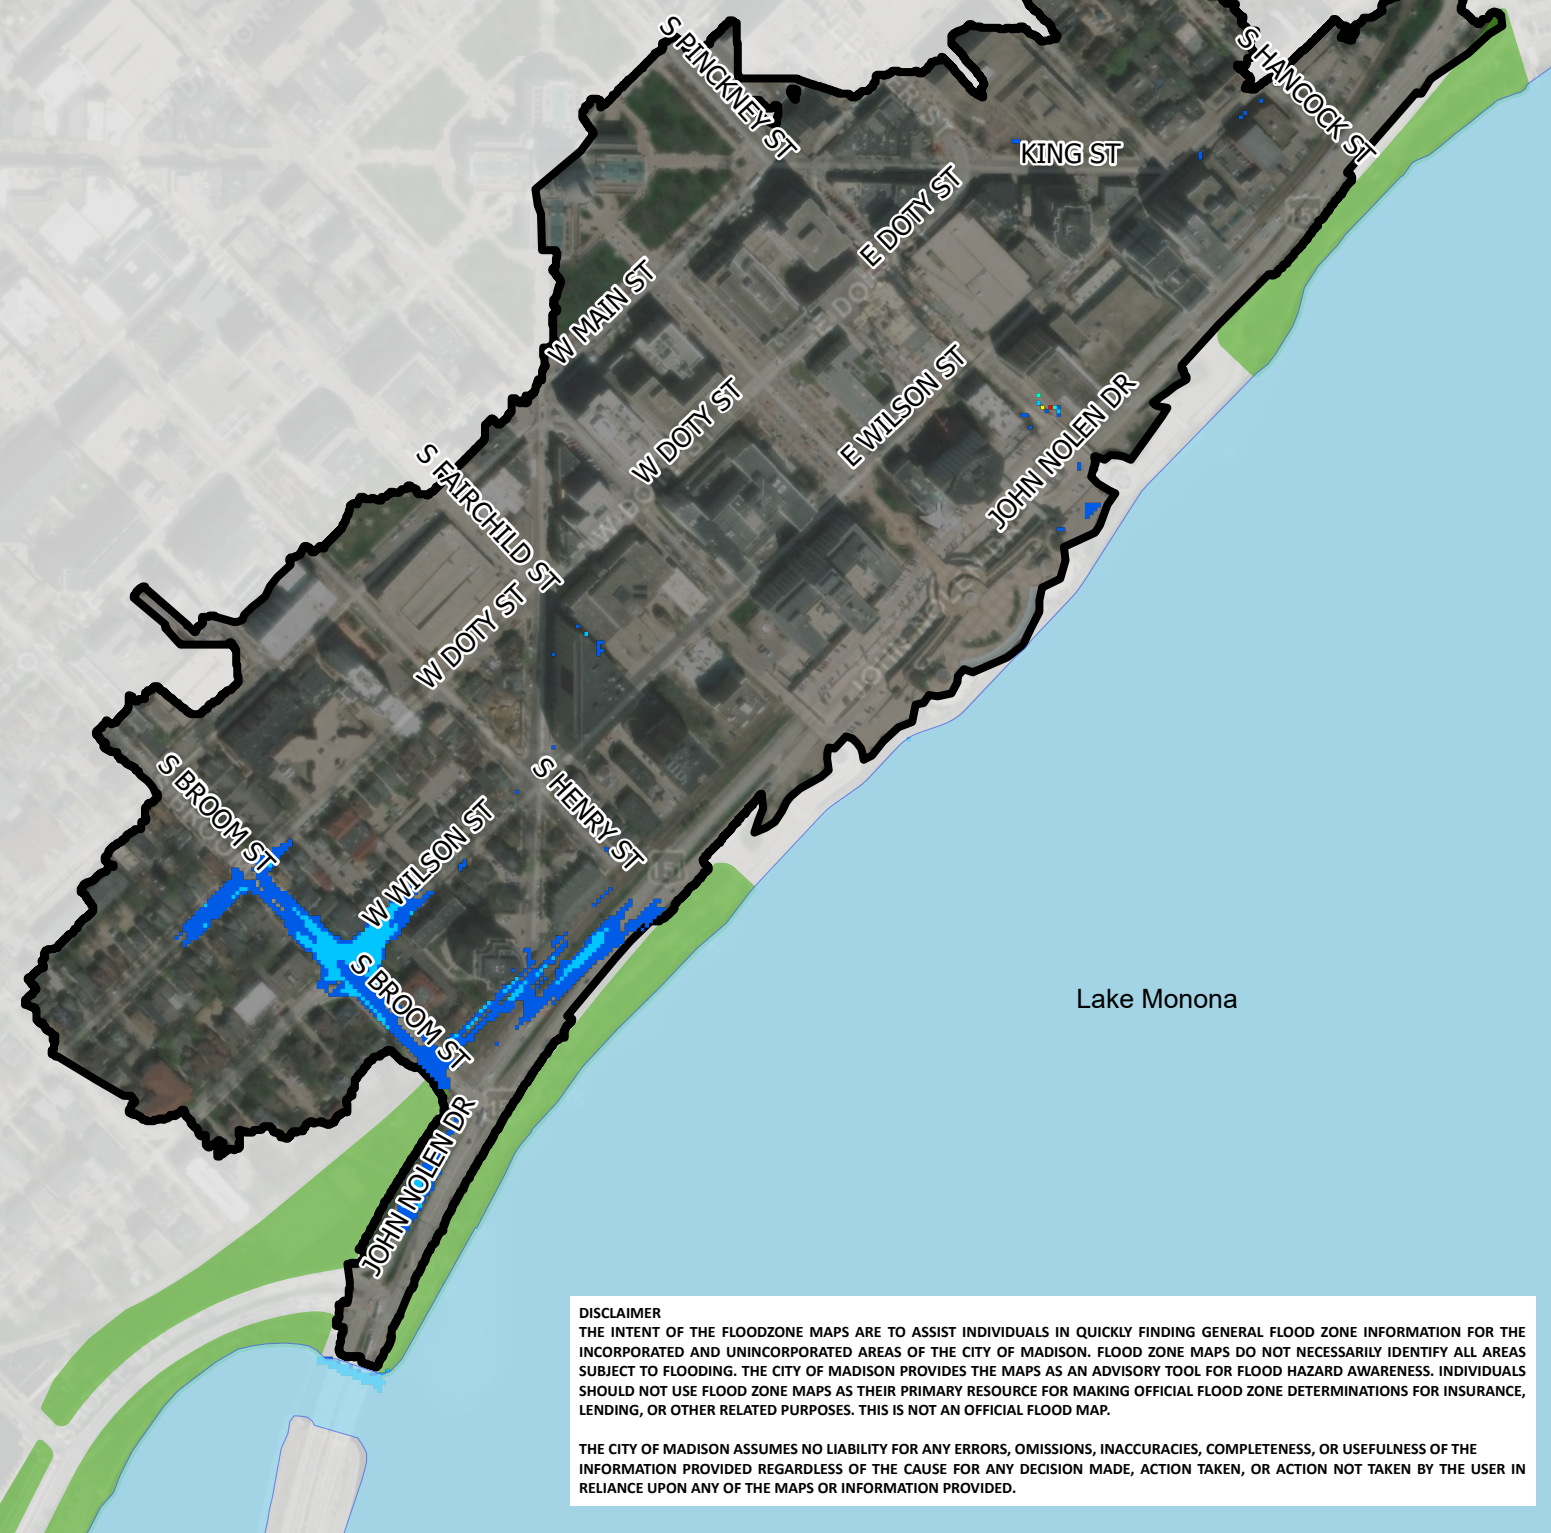 S PINCKNEY ST
S HANCOCK ST
KING ST
E DOTY ST
W MAIN ST
E WILSON ST
W DOTY ST
JOHN NOLEN DR
S FAIRCHILD ST
W DOTY ST
S BROOM ST
S HENRY ST
W WILSON ST
151
S BROOM ST
Lake Monona
JOHN NOLEN DR
DISCLAIMER
THE INTENT OF THE FLOODZONE MAPS ARE TO ASSIST INDIVIDUALS IN QUICKLY FINDING GENERAL FLOOD ZONE INFORMATION FOR THE
INCORPORATED AND UNINCORPORATED AREAS OF THE CITY OF MADISON. FLOOD ZONE MAPS DO NOT NECESSARILY IDENTIFY ALL AREAS
SUBJECT TO FLOODING. THE CITY OF MADISON PROVIDES THE MAPS AS AN ADVISORY TOOL FOR FLOOD HAZARD AWARENESS. INDIVIDUALS
SHOULD NOT USE FLOOD ZONE MAPS AS THEIR PRIMARY RESOURCE FOR MAKING OFFICIAL FLOOD ZONE DETERMINATIONS FOR INSURANCE,
LENDING, OR OTHER RELATED PURPOSES. THIS IS NOT AN OFFICIAL FLOOD MAP.
THE CITY OF MADISON ASSUMES NO LIABILITY FOR ANY ERRORS, OMISSIONS, INACCURACIES, COMPLETENESS, OR USEFULNESS OF THE
INFORMATION PROVIDED REGARDLESS OF THE CAUSE FOR ANY DECISION MADE, ACTION TAKEN, OR ACTION NOT TAKEN BY THE USER IN
RELIANCE UPON ANY OF THE MAPS OR INFORMATION PROVIDED.